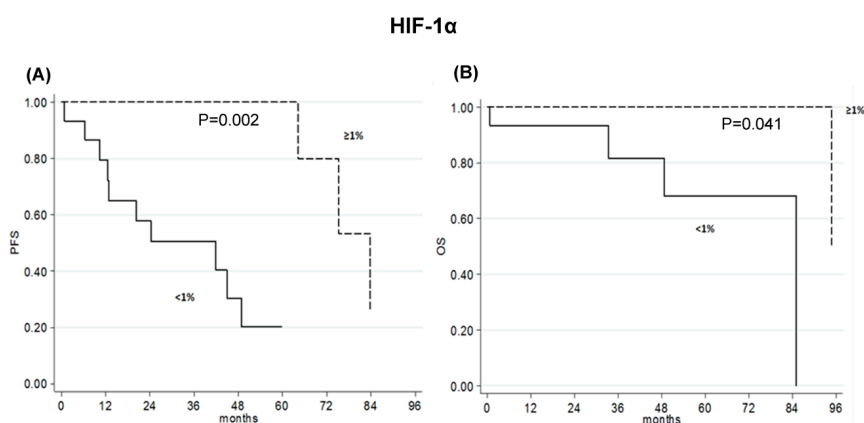 HIF-1α
(A)
1.00
0.80
0.60
0.40
0.20
0.00
PFS
P=0.002
≥1%
<1%
0 12 24 36 48 60 72 84 96
months
(B)
1.00
0.80
0.60
0.40
0.20
0.00
OS
P=0.041
≥1%
<1%
0 12 24 36 48 60 72 84 96
months